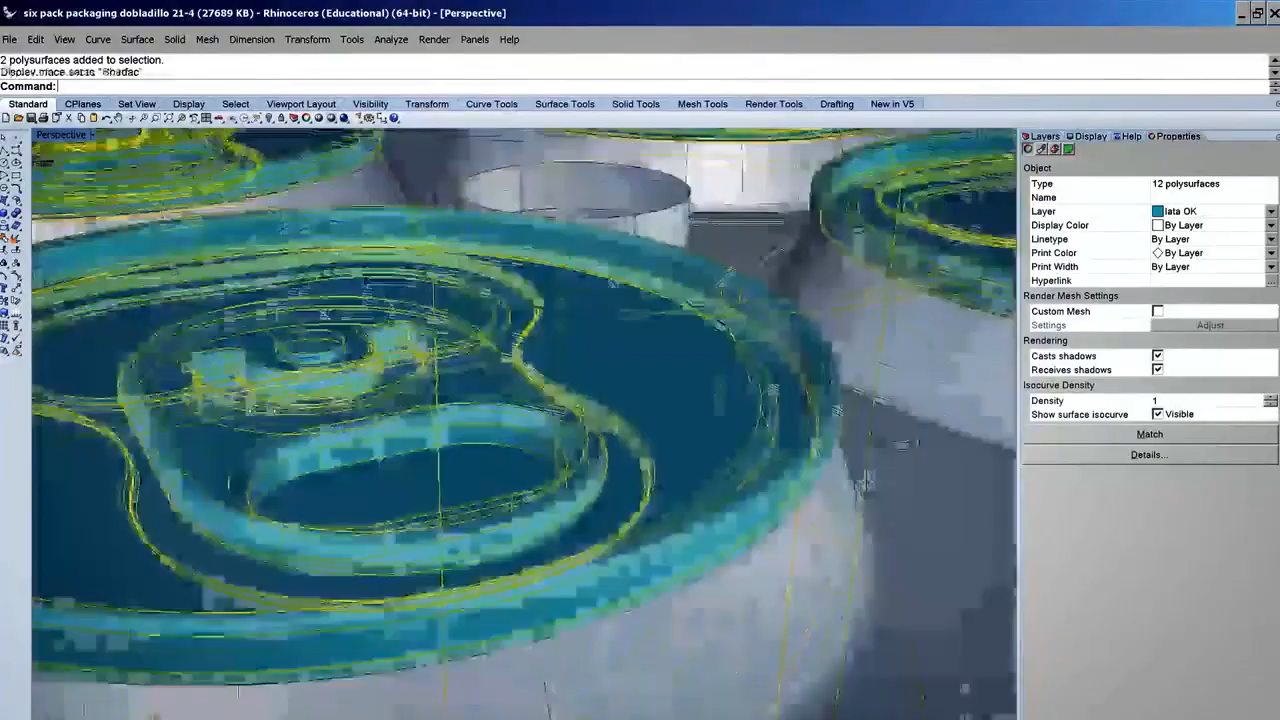 six pack packaging dobladillo 21-4 (27689 KB) - Rhinoceros (Educational) (64-bit) - [Perspective]
File Edit View Curve Surface Solid Mesh Dimension Transform Tools Analyze Render Panels Help
2 polysurfaces added to selection.
Display
Command:
Standard CPlanes Set View Display Select Viewport Layout Visibility Transform Curve Tools Surface Tools Solid Tools Mesh Tools Render Tools Drafting New in V5
Perspective
Layers Display Help Properties
Object
Type 12 polysurfaces
Name
Layer lata OK
Display Color By Layer
Linetype By Layer
Print Color By Layer
Print Width By Layer
Hyperlink ...
Render Mesh Settings
Custom Mesh
Settings Adjust
Rendering
Casts shadows
Receives shadows
Isocurve Density
Density 1
Show surface isocurve Visible
Match
Details...